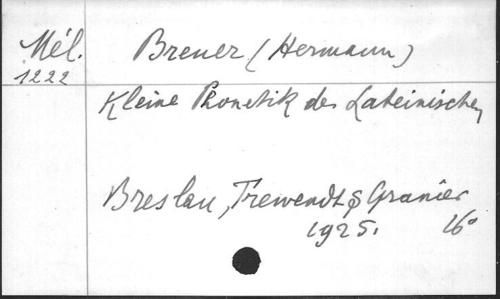 Mél.
1222
Breuer (Hermann)
Kleine Phonetik des Lateinischen
Breslau, Trewendt & Granier
1925. 16°